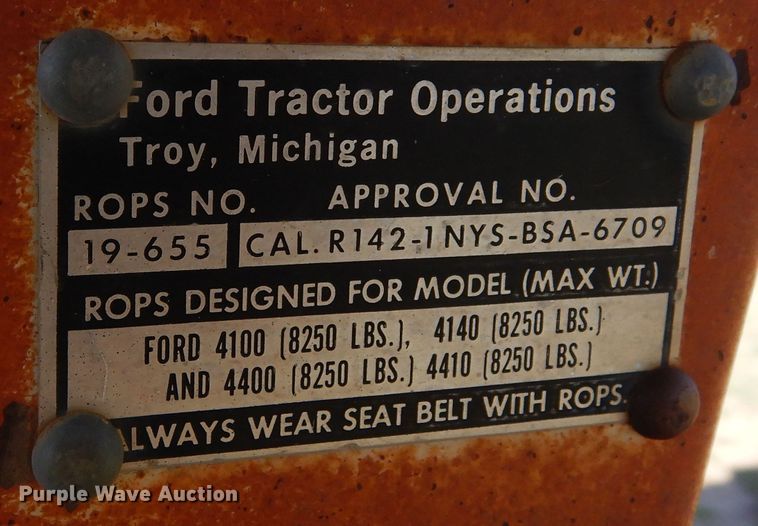 Ford Tractor Operations
Troy, Michigan
ROPS NO. APPROVAL NO.
19-655 CAL. R142-1 NYS-BSA-6709
ROPS DESIGNED FOR MODEL (MAX WT.)
FORD 4100 (8250 LBS.), 4140 (8250 LBS.)
AND 4400 (8250 LBS.) 4410 (8250 LBS.)
ALWAYS WEAR SEAT BELT WITH ROPS.
Purple Wave Auction